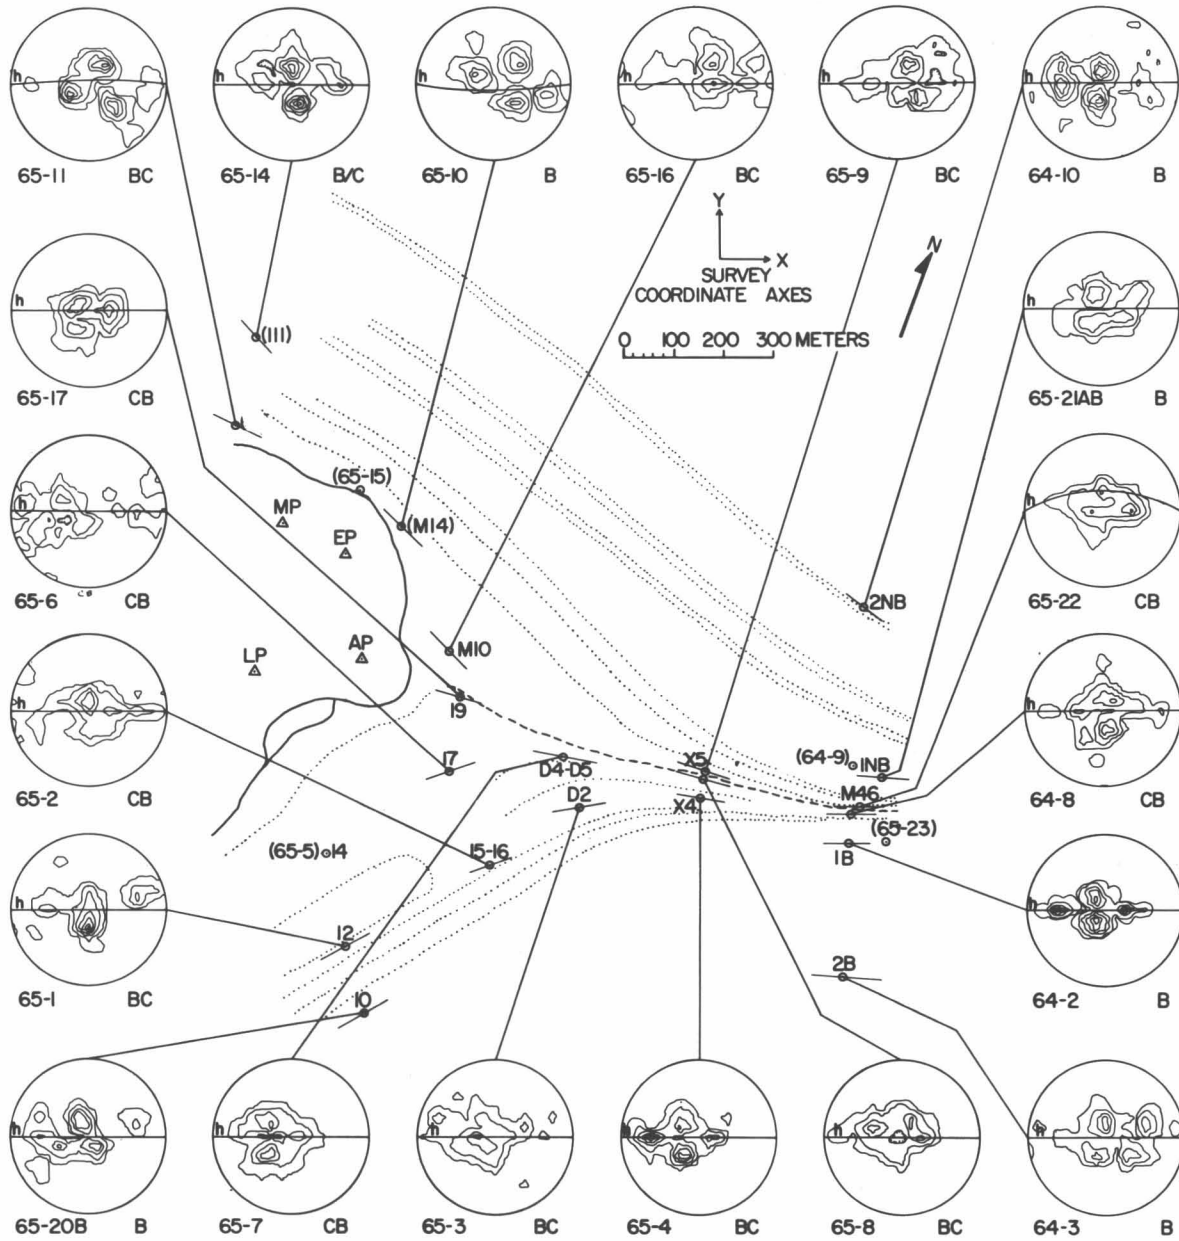 h
h
h
h
h
h
65-11 BC
65-14 B/C
65-10 B
65-16 BC
65-9 BC
64-10 B
Y
X
SURVEY
COORDINATE AXES
N
0 100 200 300 METERS
h
65-17 CB
h
65-21AB B
(111)
(65-15)
MP
(M14)
EP
h
65-6 CB
h
65-22 CB
2NB
LP
AP
M10
19
h
65-2 CB
h
64-8 CB
17
D4-D5
D2
X5
X4
(64-9)
1NB
M46
(65-23)
1B
(65-5) 14
15-16
h
65-1 BC
h
64-2 B
12
10
2B
h
h
h
h
h
h
65-20B B
65-7 CB
65-3 BC
65-4 BC
65-8 BC
64-3 B